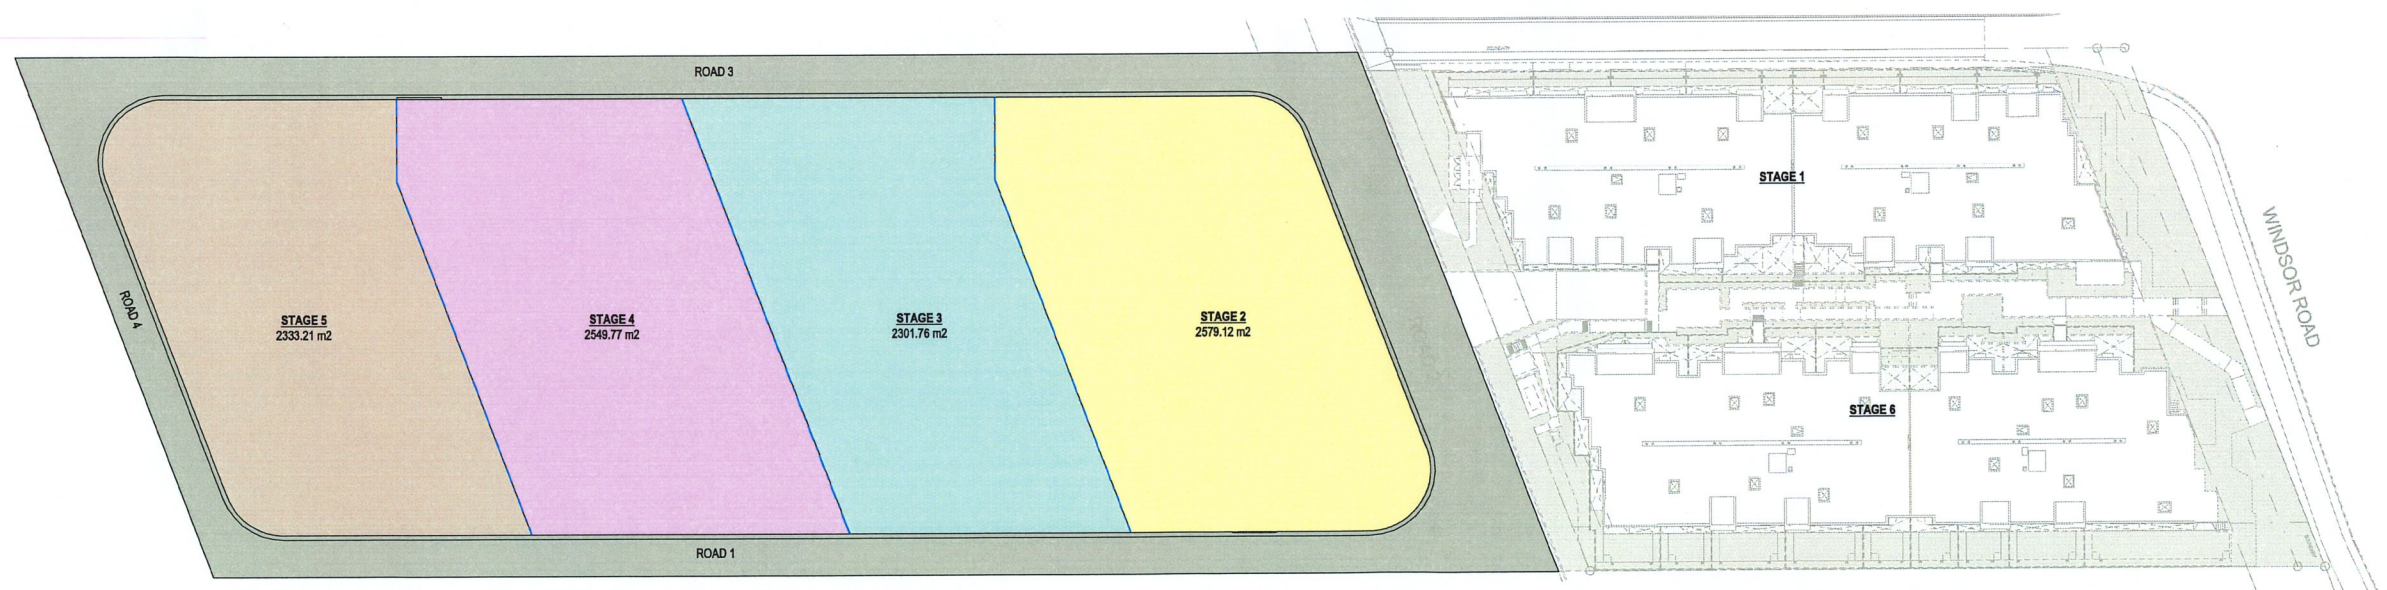 ROAD 3
BOUNDARY
STAGE 1
WINDSOR ROAD
ROAD 4
STAGE 5
2333.21 m2
STAGE 4
2549.77 m2
STAGE 3
2301.76 m2
STAGE 2
2579.12 m2
STAGE 6
ROAD 1